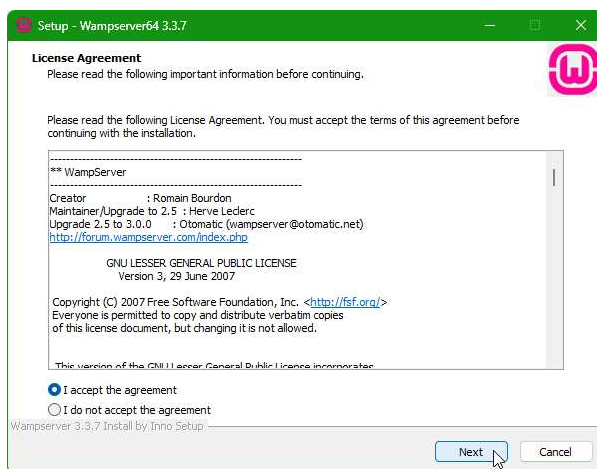 Setup - Wampserver64 3.3.7
License Agreement
Please read the following important information before continuing.
Please read the following License Agreement. You must accept the terms of this agreement before
continuing with the installation.
------------------------------------------------------------
** WampServer
------------------------------------------------------------
Creator : Romain Bourdon
Maintainer/Upgrade to 2.5 : Herve Leclerc
Upgrade 2.5 to 3.0.0 : Otomatic (wampserver@otomatic.net)
http://forum.wampserver.com/index.php
GNU LESSER GENERAL PUBLIC LICENSE
Version 3, 29 June 2007
Copyright (C) 2007 Free Software Foundation, Inc. <http://fsf.org/>
Everyone is permitted to copy and distribute verbatim copies
of this license document, but changing it is not allowed.
This version of the GNU Lesser General Public License incorporates
I accept the agreement
I do not accept the agreement
Wampserver 3.3.7 Install by Inno Setup
Next
Cancel